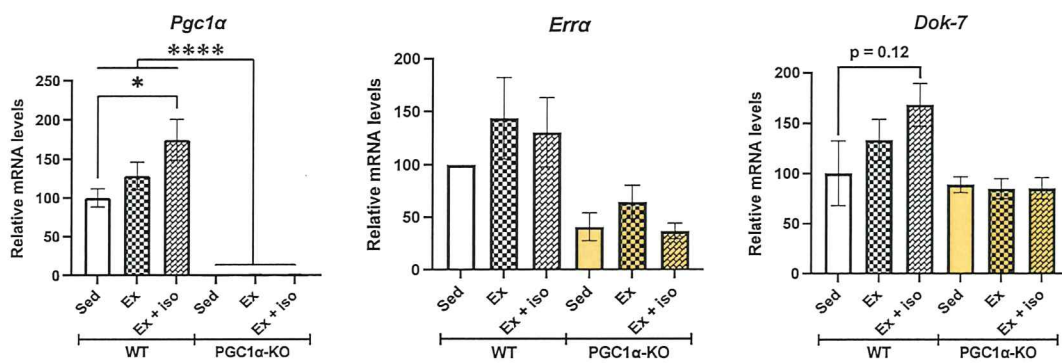 Pgc1α
****
*
Relative mRNA levels
250
200
150
100
50
0
Sed
Ex
Ex + iso
Sed
Ex
Ex + iso
WT
PGC1α-KO
Errα
Relative mRNA levels
200
150
100
50
0
Sed
Ex
Ex + iso
Sed
Ex
Ex + iso
WT
PGC1α-KO
Dok-7
p = 0.12
Relative mRNA levels
200
150
100
50
0
Sed
Ex
Ex + iso
Sed
Ex
Ex + iso
WT
PGC1α-KO